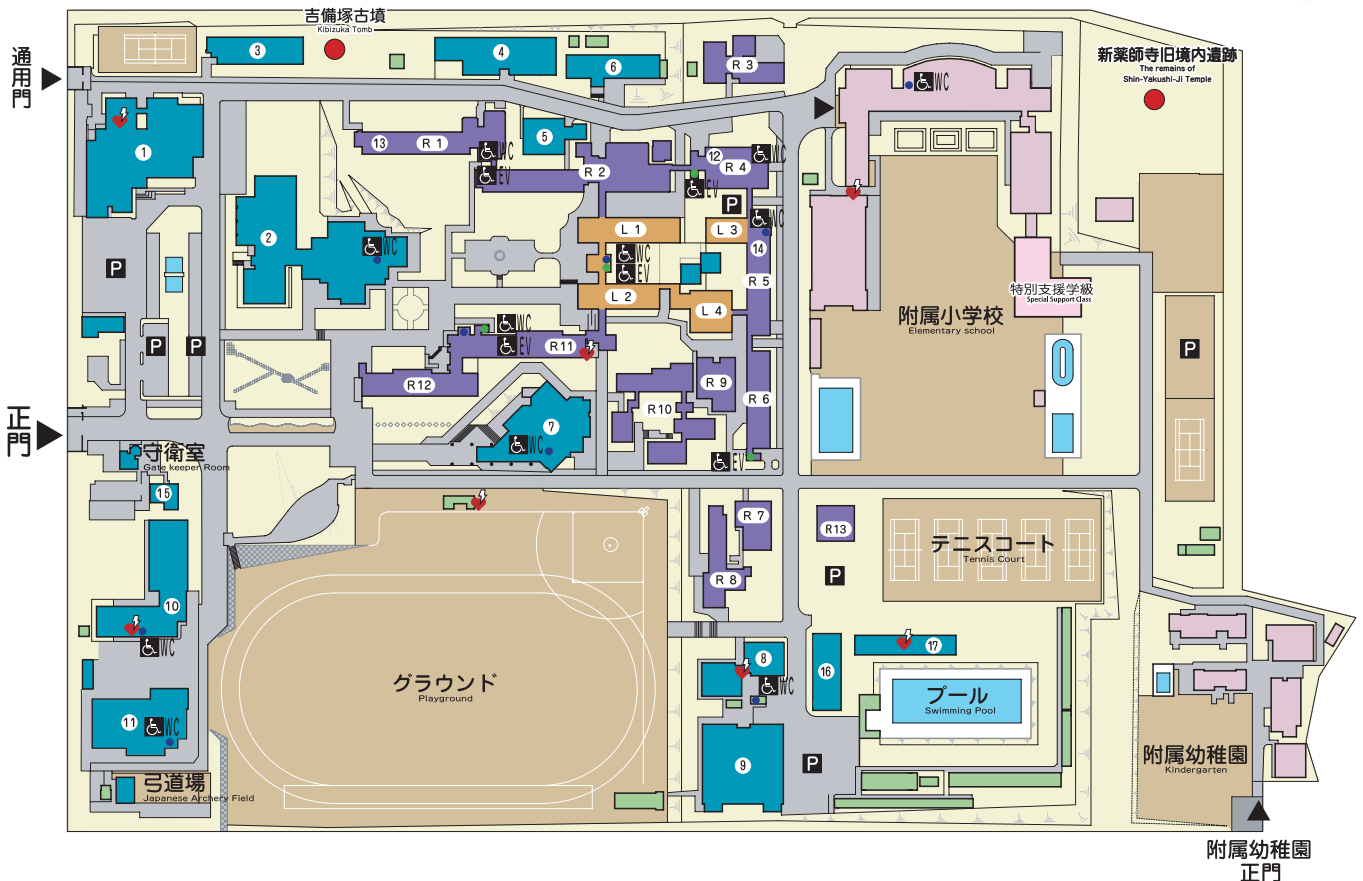 吉備塚古墳
Kibizuka Tomb
通用門
3
4
6
R 3
WC
新薬師寺旧境内遺跡
The remains of
Shin-Yakushi-Ji Temple
1
13
R 1
5
WC
EV
R 2
12
R 4
WC
EV
P
2
WC
L 1
L 3
WC
14
P
WC
EV
R 5
特別支援学級
Special Support Class
L 2
L 4
附属小学校
Elementary school
P
P
WC
EV
R11
P
R12
R 9
R 6
R10
正門
7
WC
EV
守衛室
Gate keeper Room
15
R 7
R13
テニスコート
Tennis Court
R 8
P
10
WC
8
WC
16
17
グラウンド
Playground
プール
Swimming Pool
11
WC
9
P
附属幼稚園
Kindergarten
弓道場
Japanese Archery Field
附属幼稚園
正門